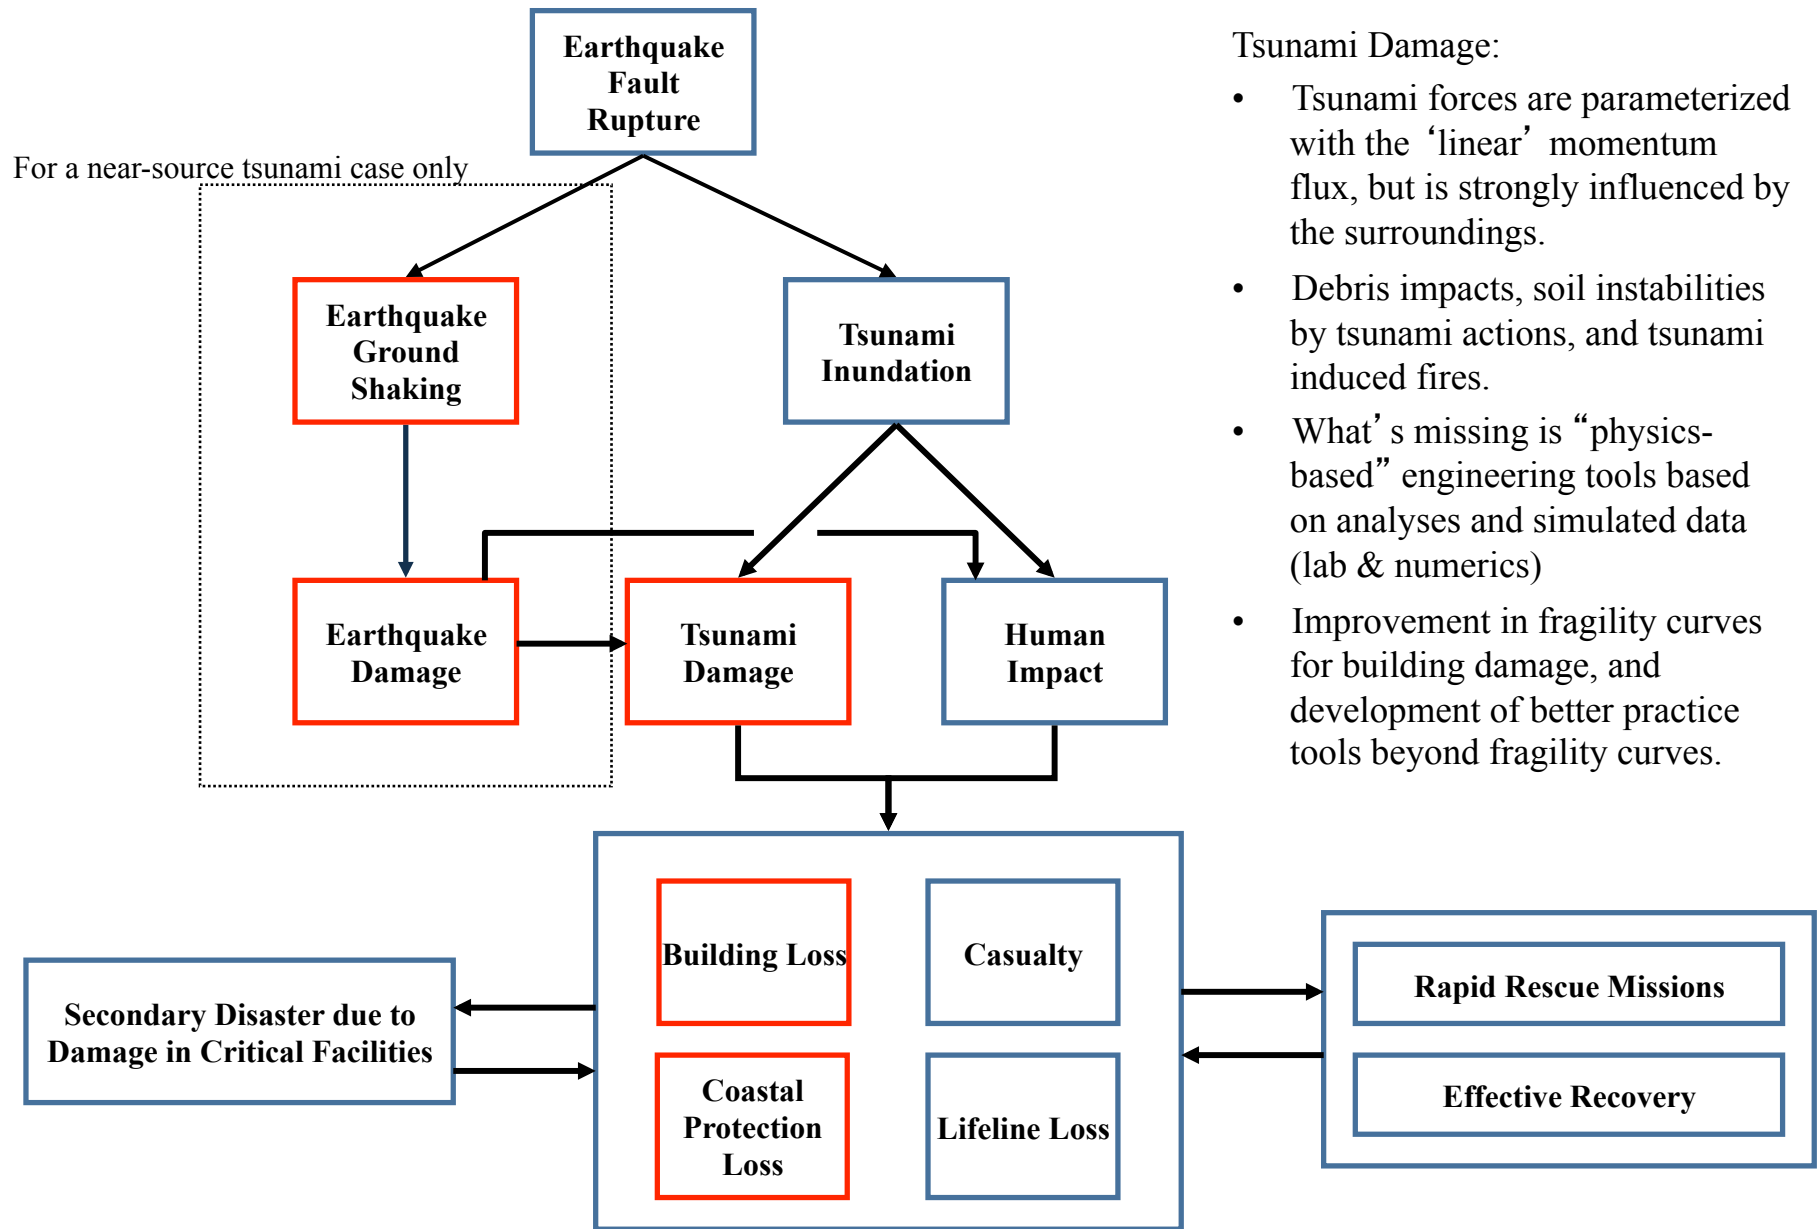 Earthquake
Fault
Rupture
For a near-source tsunami case only
Earthquake
Ground
Shaking
Tsunami
Inundation
Earthquake
Damage
Tsunami
Damage
Human
Impact
Building Loss
Casualty
Coastal
Protection
Loss
Lifeline Loss
Secondary Disaster due to
Damage in Critical Facilities
Rapid Rescue Missions
Effective Recovery
Tsunami Damage:
• Tsunami forces are parameterized
with the ‘linear’ momentum
flux, but is strongly influenced by
the surroundings.
• Debris impacts, soil instabilities
by tsunami actions, and tsunami
induced fires.
• What’s missing is “physics-
based” engineering tools based
on analyses and simulated data
(lab & numerics)
• Improvement in fragility curves
for building damage, and
development of better practice
tools beyond fragility curves.